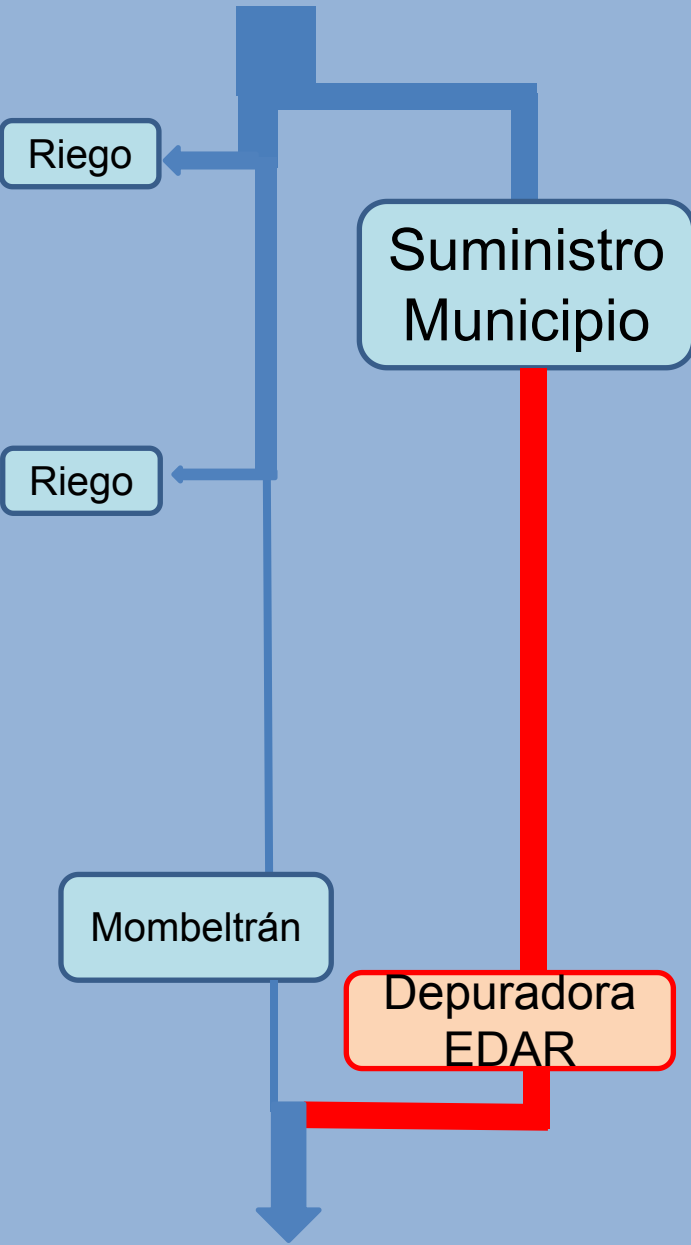 Riego
Suministro
Municipio
Riego
Mombeltrán
Depuradora
EDAR